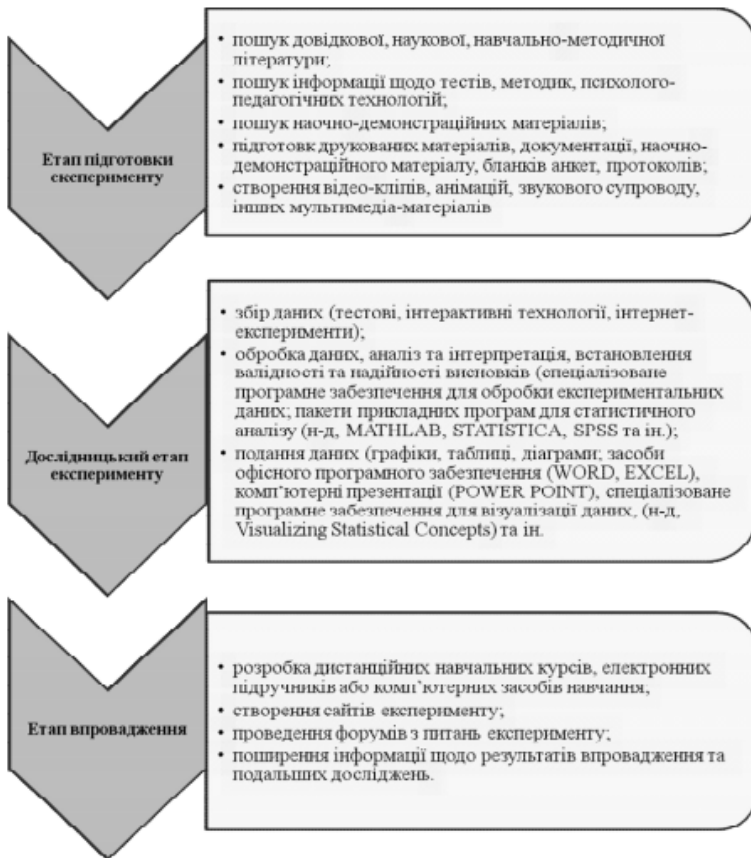 Етап підготовки
експерименту
• пошук довідкової, наукової, навчально-методичної
літератури;
• пошук інформації щодо тестів, методик, психолого-
педагогічних технологій;
• пошук наочно-демонстраційних матеріалів;
• підготовк друкованих матеріалів, документації, наочно-
демонстраційного матеріалу, бланків анкет, протоколів;
• створення відео-кліпів, анімацій, звукового супроводу,
інших мультимедіа-матеріалів
Дослідницький етап
експерименту
• збір даних (тестові, інтерактивні технології, інтернет-
експерименти);
• обробка даних, аналіз та інтерпретація, встановлення
валідності та надійності висновків (спеціалізоване
програмне забезпечення для обробки експериментальних
даних; пакети прикладних програм для статистичного
аналізу (н-д, MATHLAB, STATISTICA, SPSS та ін.);
• подання даних (графіки, таблиці, діаграми; засоби
офісного програмного забезпечення (WORD, EXCEL),
комп'ютерні презентації (POWER POINT), спеціалізоване
програмне забезпечення для візуалізації даних, (н-д,
Visualizing Statistical Concepts) та ін.
Етап впровадження
• розробка дистанційних навчальних курсів, електронних
підручників або комп'ютерних засобів навчання;
• створення сайтів експерименту;
• проведення форумів з питань експерименту;
• поширення інформації щодо результатів впровадження та
подальших досліджень.